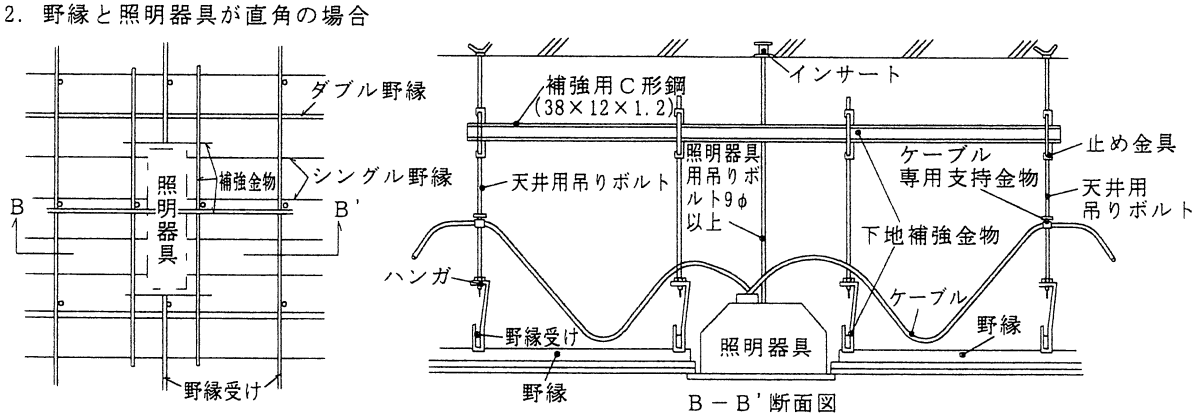 2. 野縁と照明器具が直角の場合
ダブル野縁
シングル野縁
補強金物
照明器具
B
B'
野縁受け
インサート
補強用C形鋼
(38×12×1.2)
止め金具
照明器具
用吊りボ
ルト9φ
以上
ケーブル
専用支持金物
天井用吊りボルト
天井用
吊りボルト
下地補強金物
ハンガ
ケーブル
野縁受け
照明器具
野縁
野縁
B－B'断面図